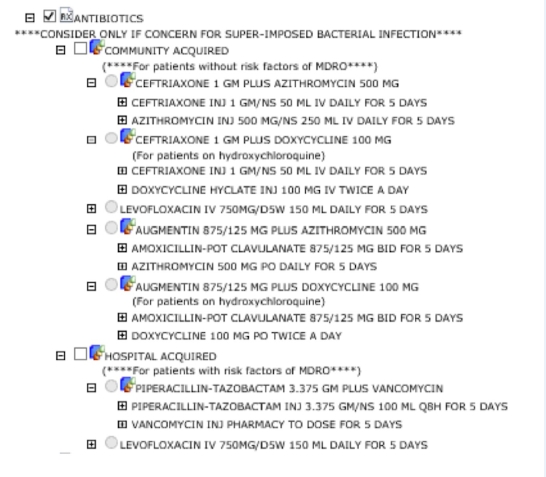 ANTIBIOTICS
****CONSIDER ONLY IF CONCERN FOR SUPER-IMPOSED BACTERIAL INFECTION****
COMMUNITY ACQUIRED
(****For patients without risk factors of MDRO****)
CEFTRIAXONE 1 GM PLUS AZITHROMYCIN 500 MG
CEFTRIAXONE INJ 1 GM/NS 50 ML IV DAILY FOR 5 DAYS
AZITHROMYCIN INJ 500 MG/NS 250 ML IV DAILY FOR 5 DAYS
CEFTRIAXONE 1 GM PLUS DOXYCYCLINE 100 MG
(For patients on hydroxychloroquine)
CEFTRIAXONE INJ 1 GM/NS 50 ML IV DAILY FOR 5 DAYS
DOXYCYCLINE HYCLATE INJ 100 MG IV TWICE A DAY
LEVOFLOXACIN IV 750MG/D5W 150 ML DAILY FOR 5 DAYS
AUGMENTIN 875/125 MG PLUS AZITHROMYCIN 500 MG
AMOXICILLIN-POT CLAVULANATE 875/125 MG BID FOR 5 DAYS
AZITHROMYCIN 500 MG PO DAILY FOR 5 DAYS
AUGMENTIN 875/125 MG PLUS DOXYCYCLINE 100 MG
(For patients on hydroxychloroquine)
AMOXICILLIN-POT CLAVULANATE 875/125 MG BID FOR 5 DAYS
DOXYCYCLINE 100 MG PO TWICE A DAY
HOSPITAL ACQUIRED
(****For patients with risk factors of MDRO****)
PIPERACILLIN-TAZOBACTAM 3.375 GM PLUS VANCOMYCIN
PIPERACILLIN-TAZOBACTAM INJ 3.375 GM/NS 100 ML Q8H FOR 5 DAYS
VANCOMYCIN INJ PHARMACY TO DOSE FOR 5 DAYS
LEVOFLOXACIN IV 750MG/D5W 150 ML DAILY FOR 5 DAYS